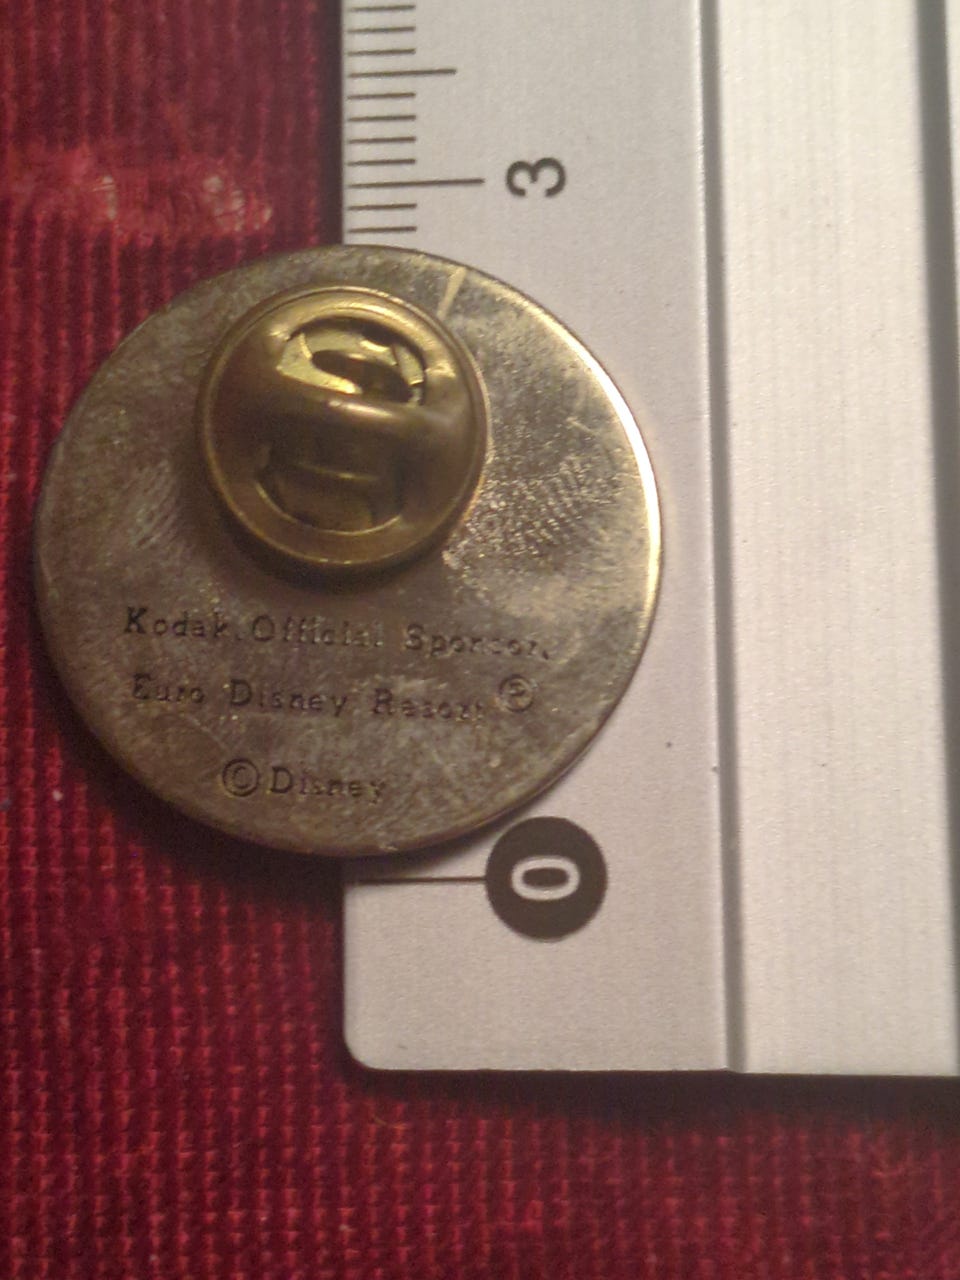 3
Kodak. Official Sponsor.
Euro Disney Resort ®
© Disney
0